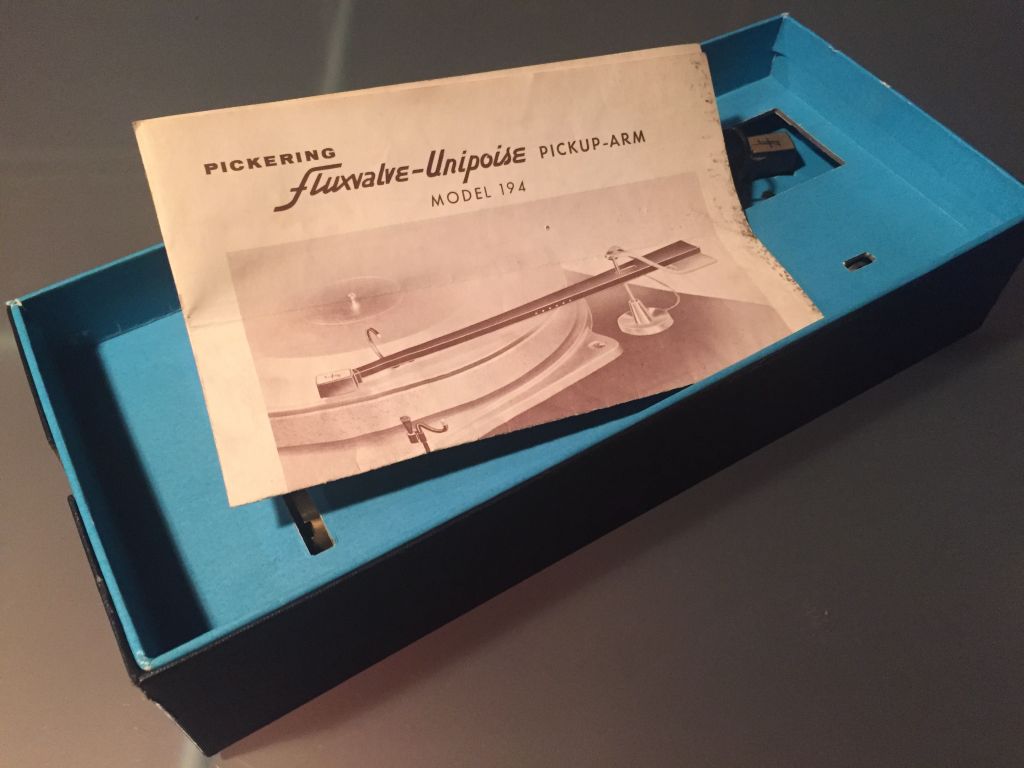 PICKERING
Fluxvalve-Unipoise PICKUP-ARM
MODEL 194